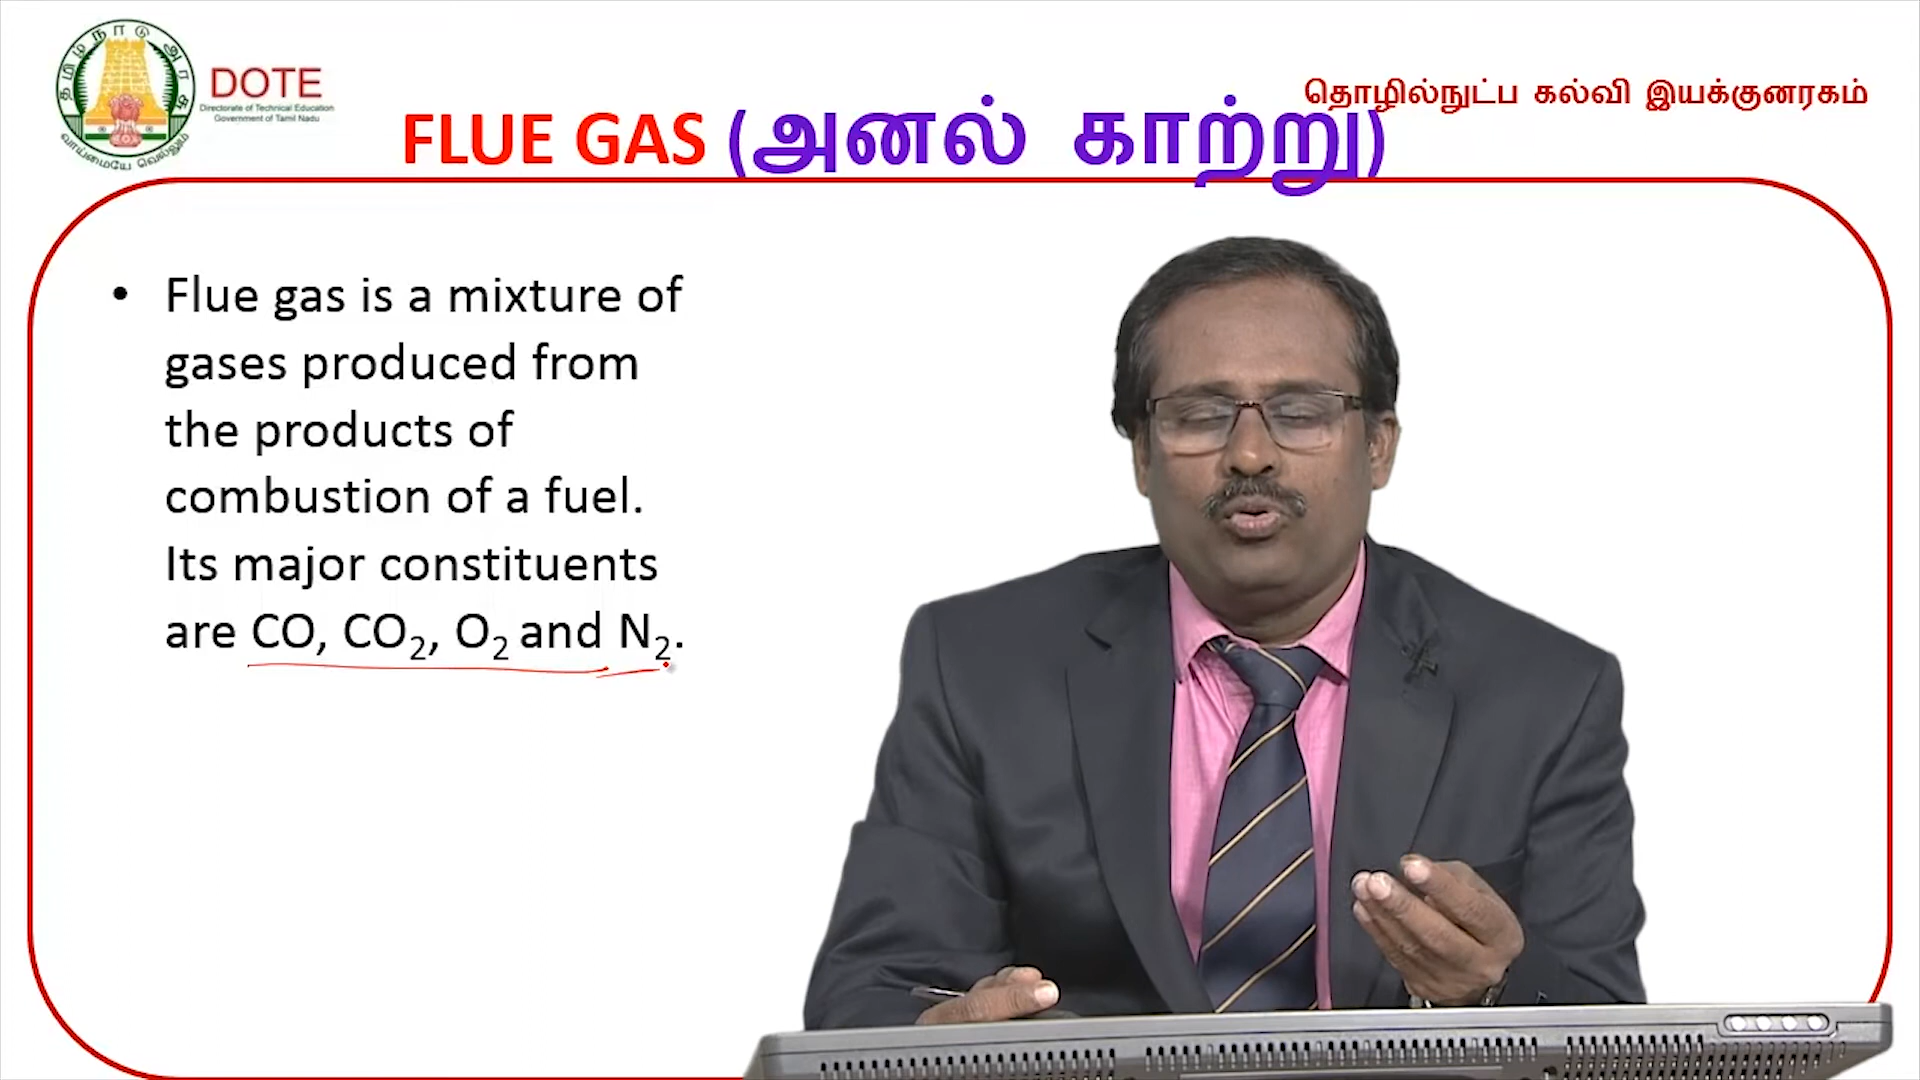 தமிழ்நாடு அரசு
வாய்மையே வெல்லும்
DOTE
Directorate of Technical Education
Government of Tamil Nadu
தொழில்நுட்ப கல்வி இயக்குனரகம்
FLUE GAS (அனல் காற்று)
• Flue gas is a mixture of
gases produced from
the products of
combustion of a fuel.
Its major constituents
are CO, CO₂, O₂ and N₂.